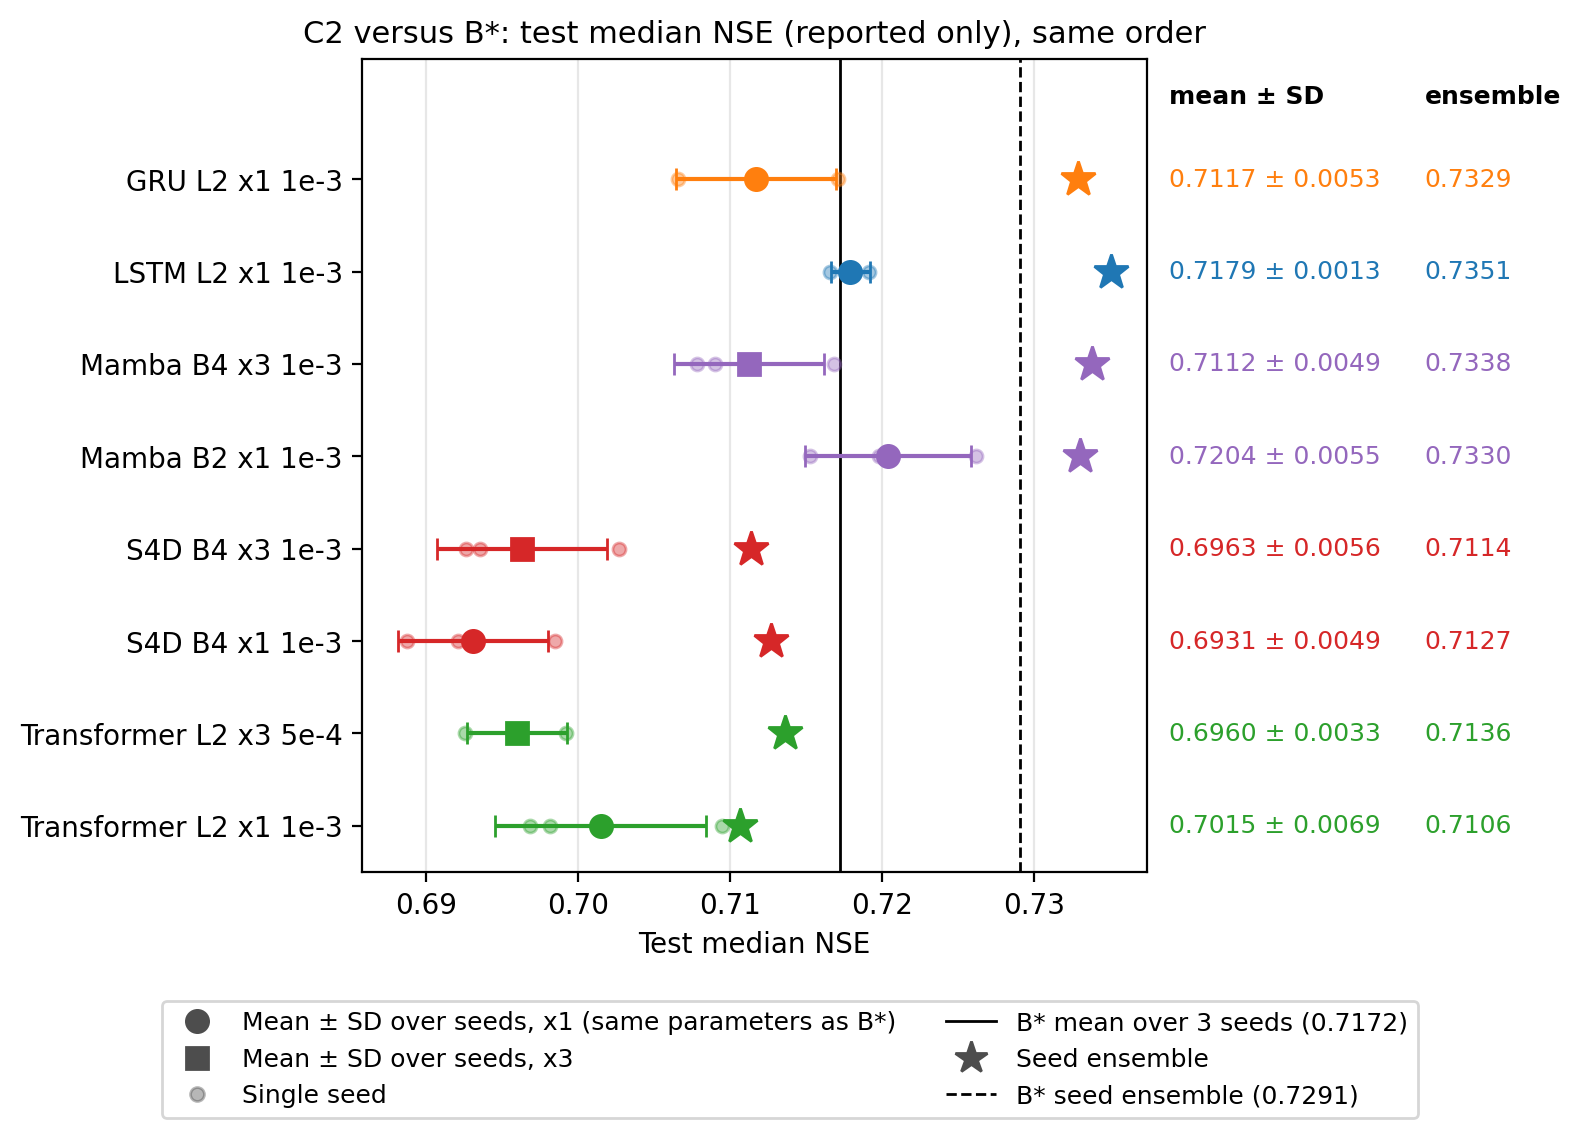 C2 versus B*: test median NSE (reported only), same order
mean ± SD ensemble
GRU L2 x1 1e-3 0.7117 ± 0.0053 0.7329
LSTM L2 x1 1e-3 0.7179 ± 0.0013 0.7351
Mamba B4 x3 1e-3 0.7112 ± 0.0049 0.7338
Mamba B2 x1 1e-3 0.7204 ± 0.0055 0.7330
S4D B4 x3 1e-3 0.6963 ± 0.0056 0.7114
S4D B4 x1 1e-3 0.6931 ± 0.0049 0.7127
Transformer L2 x3 5e-4 0.6960 ± 0.0033 0.7136
Transformer L2 x1 1e-3 0.7015 ± 0.0069 0.7106
0.69 0.70 0.71 0.72 0.73
Test median NSE
Mean ± SD over seeds, x1 (same parameters as B*)
Mean ± SD over seeds, x3
Single seed
B* mean over 3 seeds (0.7172)
Seed ensemble
B* seed ensemble (0.7291)